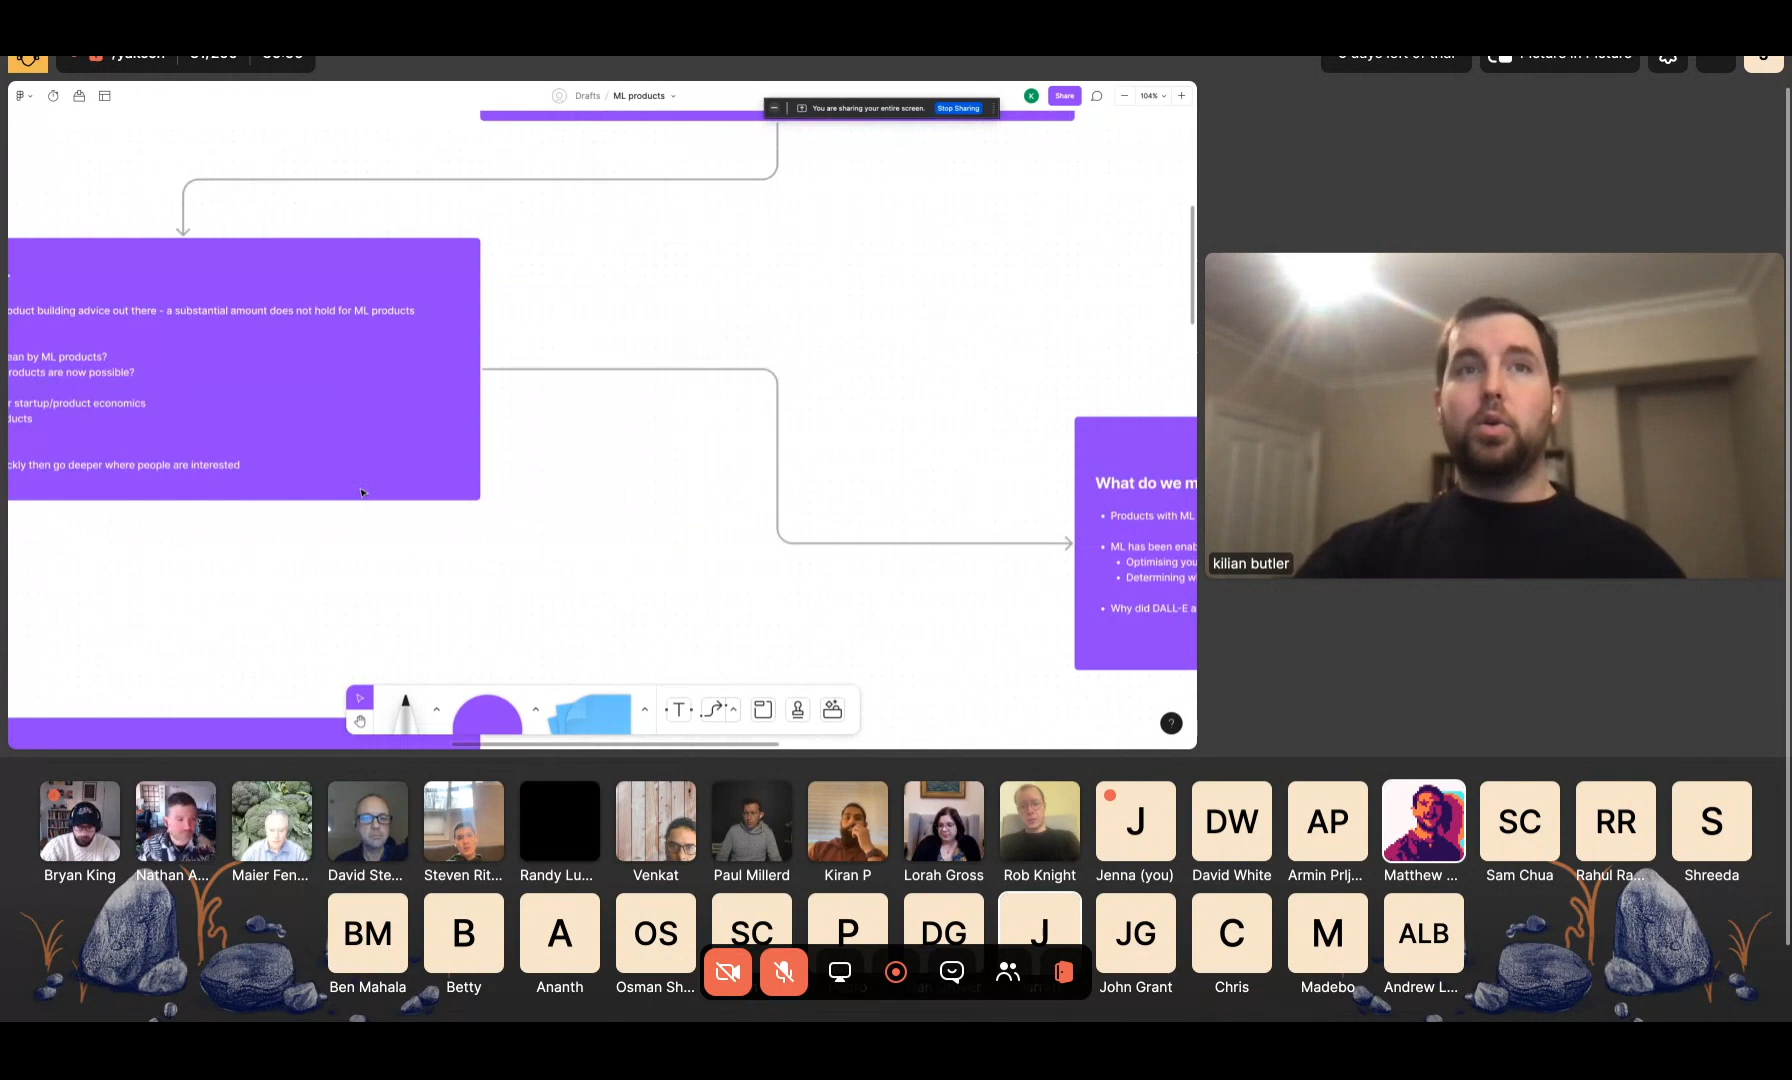 Drafts / ML products
You are sharing your entire screen.
Stop Sharing
K
Share
104%
oduct building advice out there - a substantial amount does not hold for ML products
ean by ML products?
roducts are now possible?
r startup/product economics
ducts
ckly then go deeper where people are interested
What do we m
Products with ML
ML has been enab
Optimising you
Determining w
Why did DALL-E a
T
?
kilian butler
J
DW
AP
SC
RR
S
Bryan King
Nathan A...
Maier Fen...
David Ste...
Steven Rit...
Randy Lu...
Venkat
Paul Millerd
Kiran P
Lorah Gross
Rob Knight
Jenna (you)
David White
Armin Prlj...
Matthew ...
Sam Chua
Rahul Ra...
Shreeda
BM
B
A
OS
SC
P
DG
J
JG
C
M
ALB
Ben Mahala
Betty
Ananth
Osman Sh...
John Grant
Chris
Madebo
Andrew L...